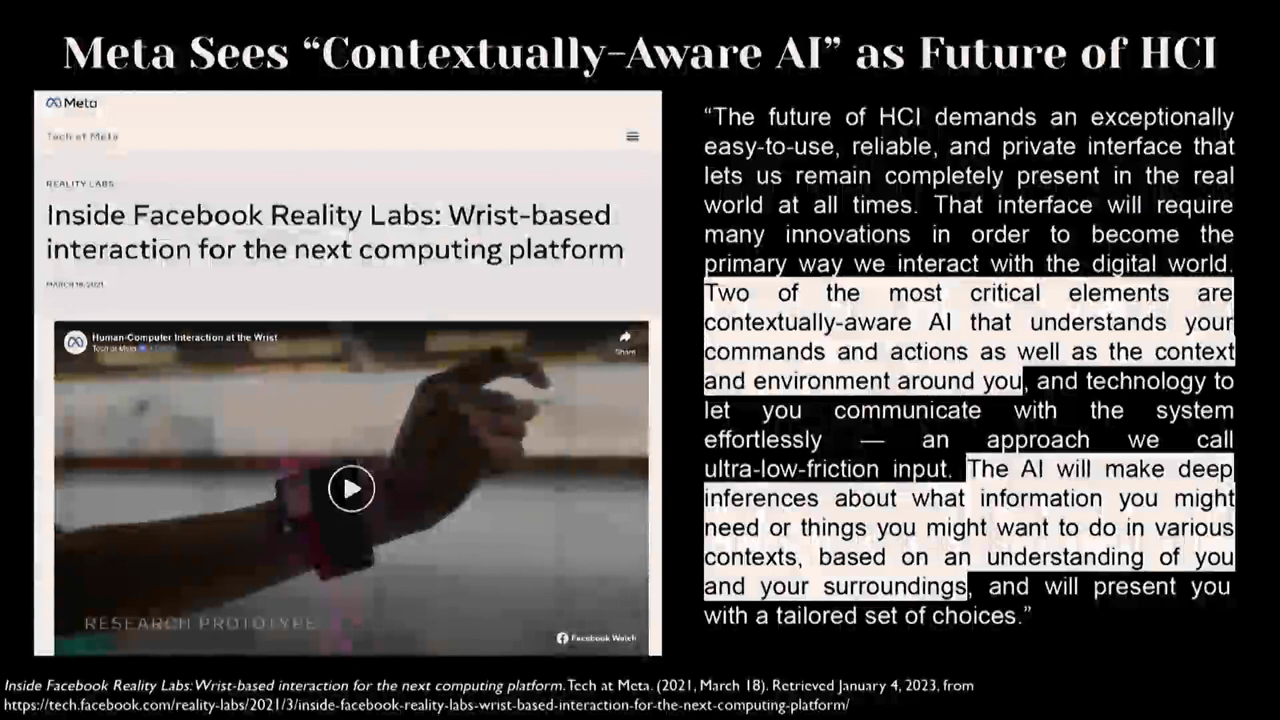 Meta Sees “Contextually-Aware AI” as Future of HCI
Meta
Tech at Meta
REALITY LABS
Inside Facebook Reality Labs: Wrist-based
interaction for the next computing platform
MARCH 18, 2021
Human-Computer Interaction at the Wrist
Tech at Meta
Share
RESEARCH PROTOTYPE
Facebook Watch
“The future of HCI demands an exceptionally
easy-to-use, reliable, and private interface that
lets us remain completely present in the real
world at all times. That interface will require
many innovations in order to become the
primary way we interact with the digital world.
Two of the most critical elements are
contextually-aware AI that understands your
commands and actions as well as the context
and environment around you, and technology to
let you communicate with the system
effortlessly — an approach we call
ultra-low-friction input. The AI will make deep
inferences about what information you might
need or things you might want to do in various
contexts, based on an understanding of you
and your surroundings, and will present you
with a tailored set of choices.”
Inside Facebook Reality Labs: Wrist-based interaction for the next computing platform. Tech at Meta. (2021, March 18). Retrieved January 4, 2023, from
https://tech.facebook.com/reality-labs/2021/3/inside-facebook-reality-labs-wrist-based-interaction-for-the-next-computing-platform/